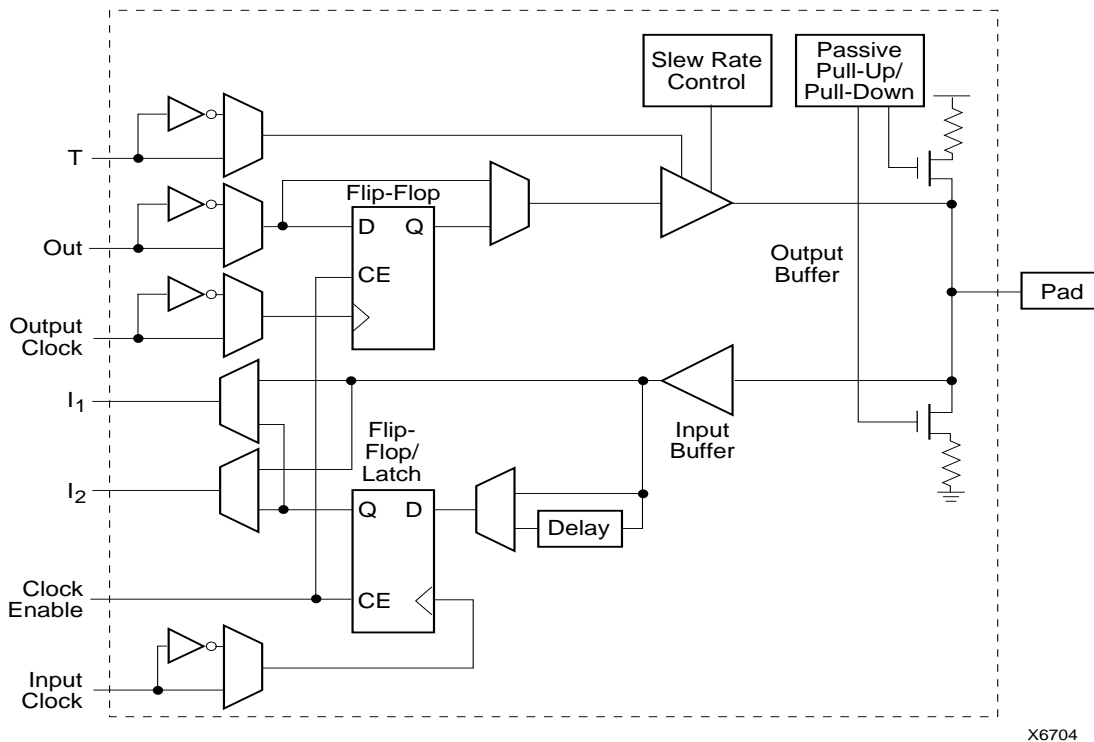 Slew Rate
Control
Passive
Pull-Up/
Pull-Down
T
Flip-Flop
D Q
Out
CE
Output
Buffer
Pad
Output
Clock
I1
Flip-
Flop/
Latch
Input
Buffer
I2
Q D
Delay
Clock
Enable
CE
Input
Clock
X6704